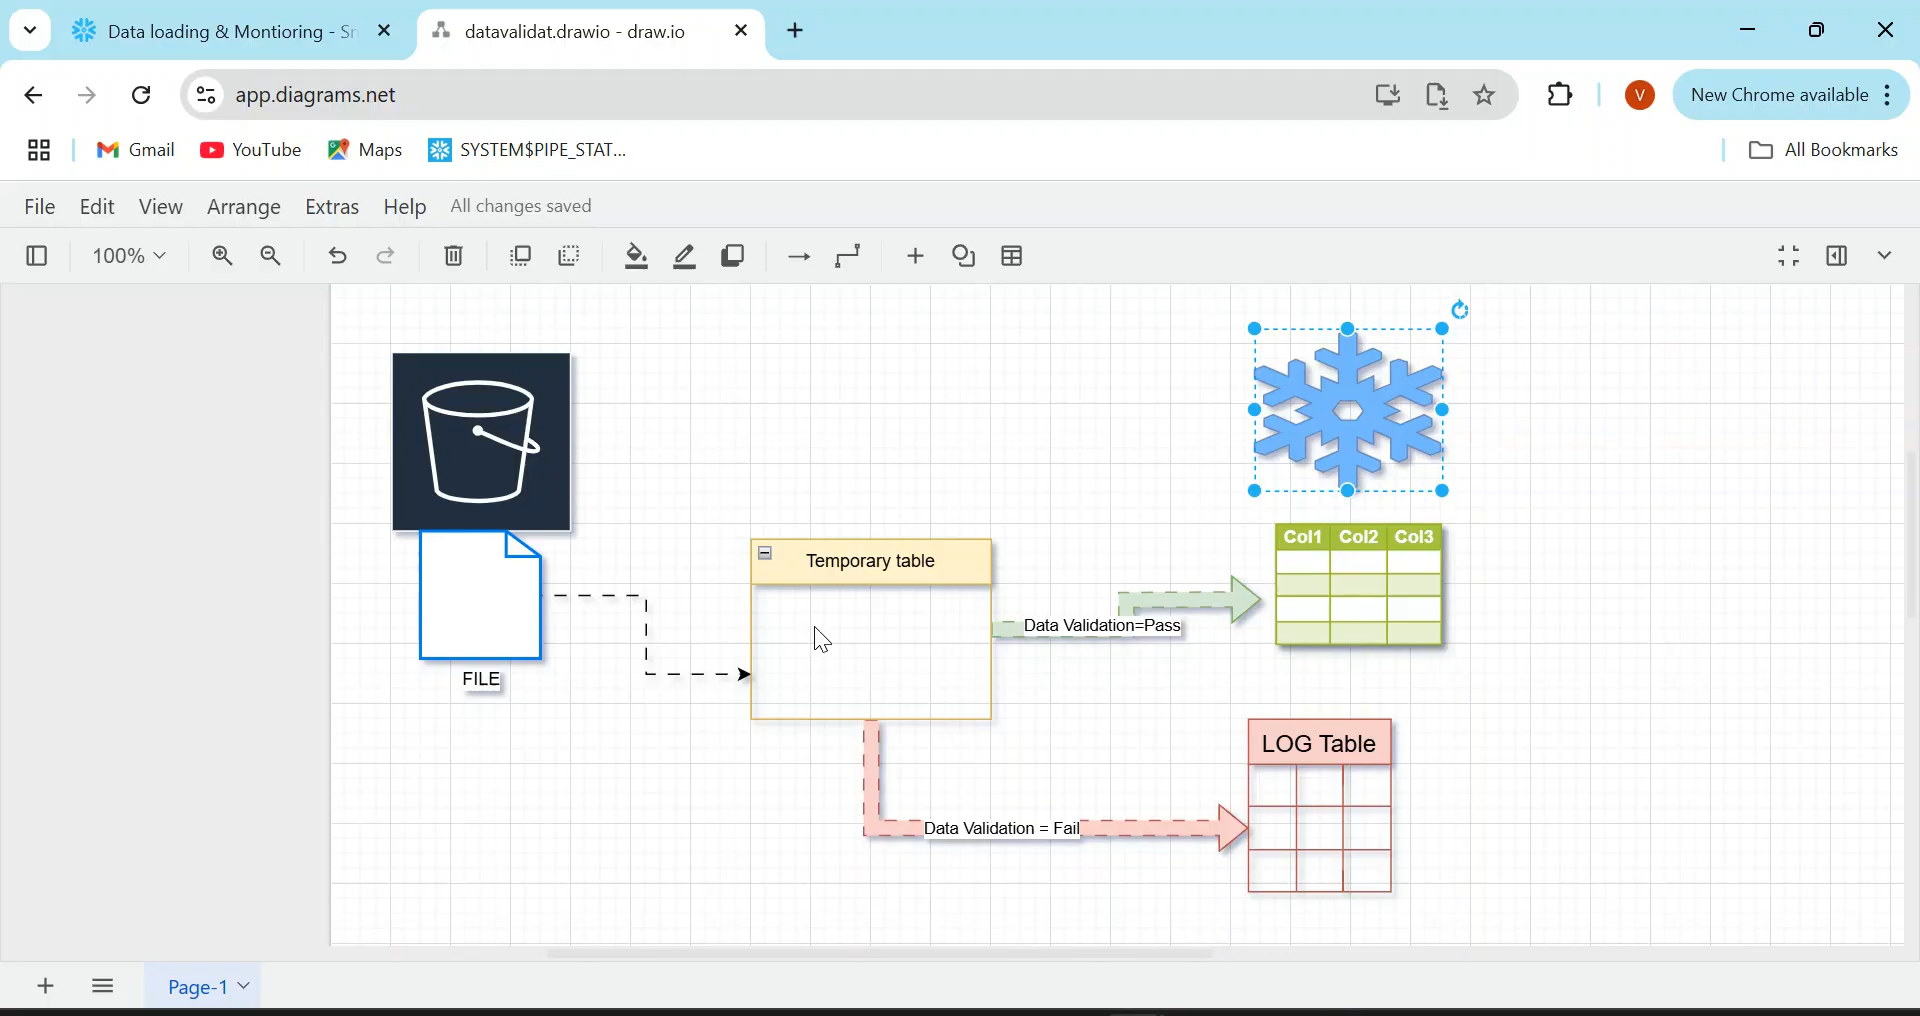 Data loading & Montioring - Sn
datavalidat.drawio - draw.io
app.diagrams.net
V
New Chrome available
Gmail
YouTube
Maps
SYSTEM$PIPE_STAT...
All Bookmarks
File
Edit
View
Arrange
Extras
Help
All changes saved
100%
Col1
Col2
Col3
Temporary table
Data Validation=Pass
FILE
LOG Table
Data Validation = Fail
Page-1